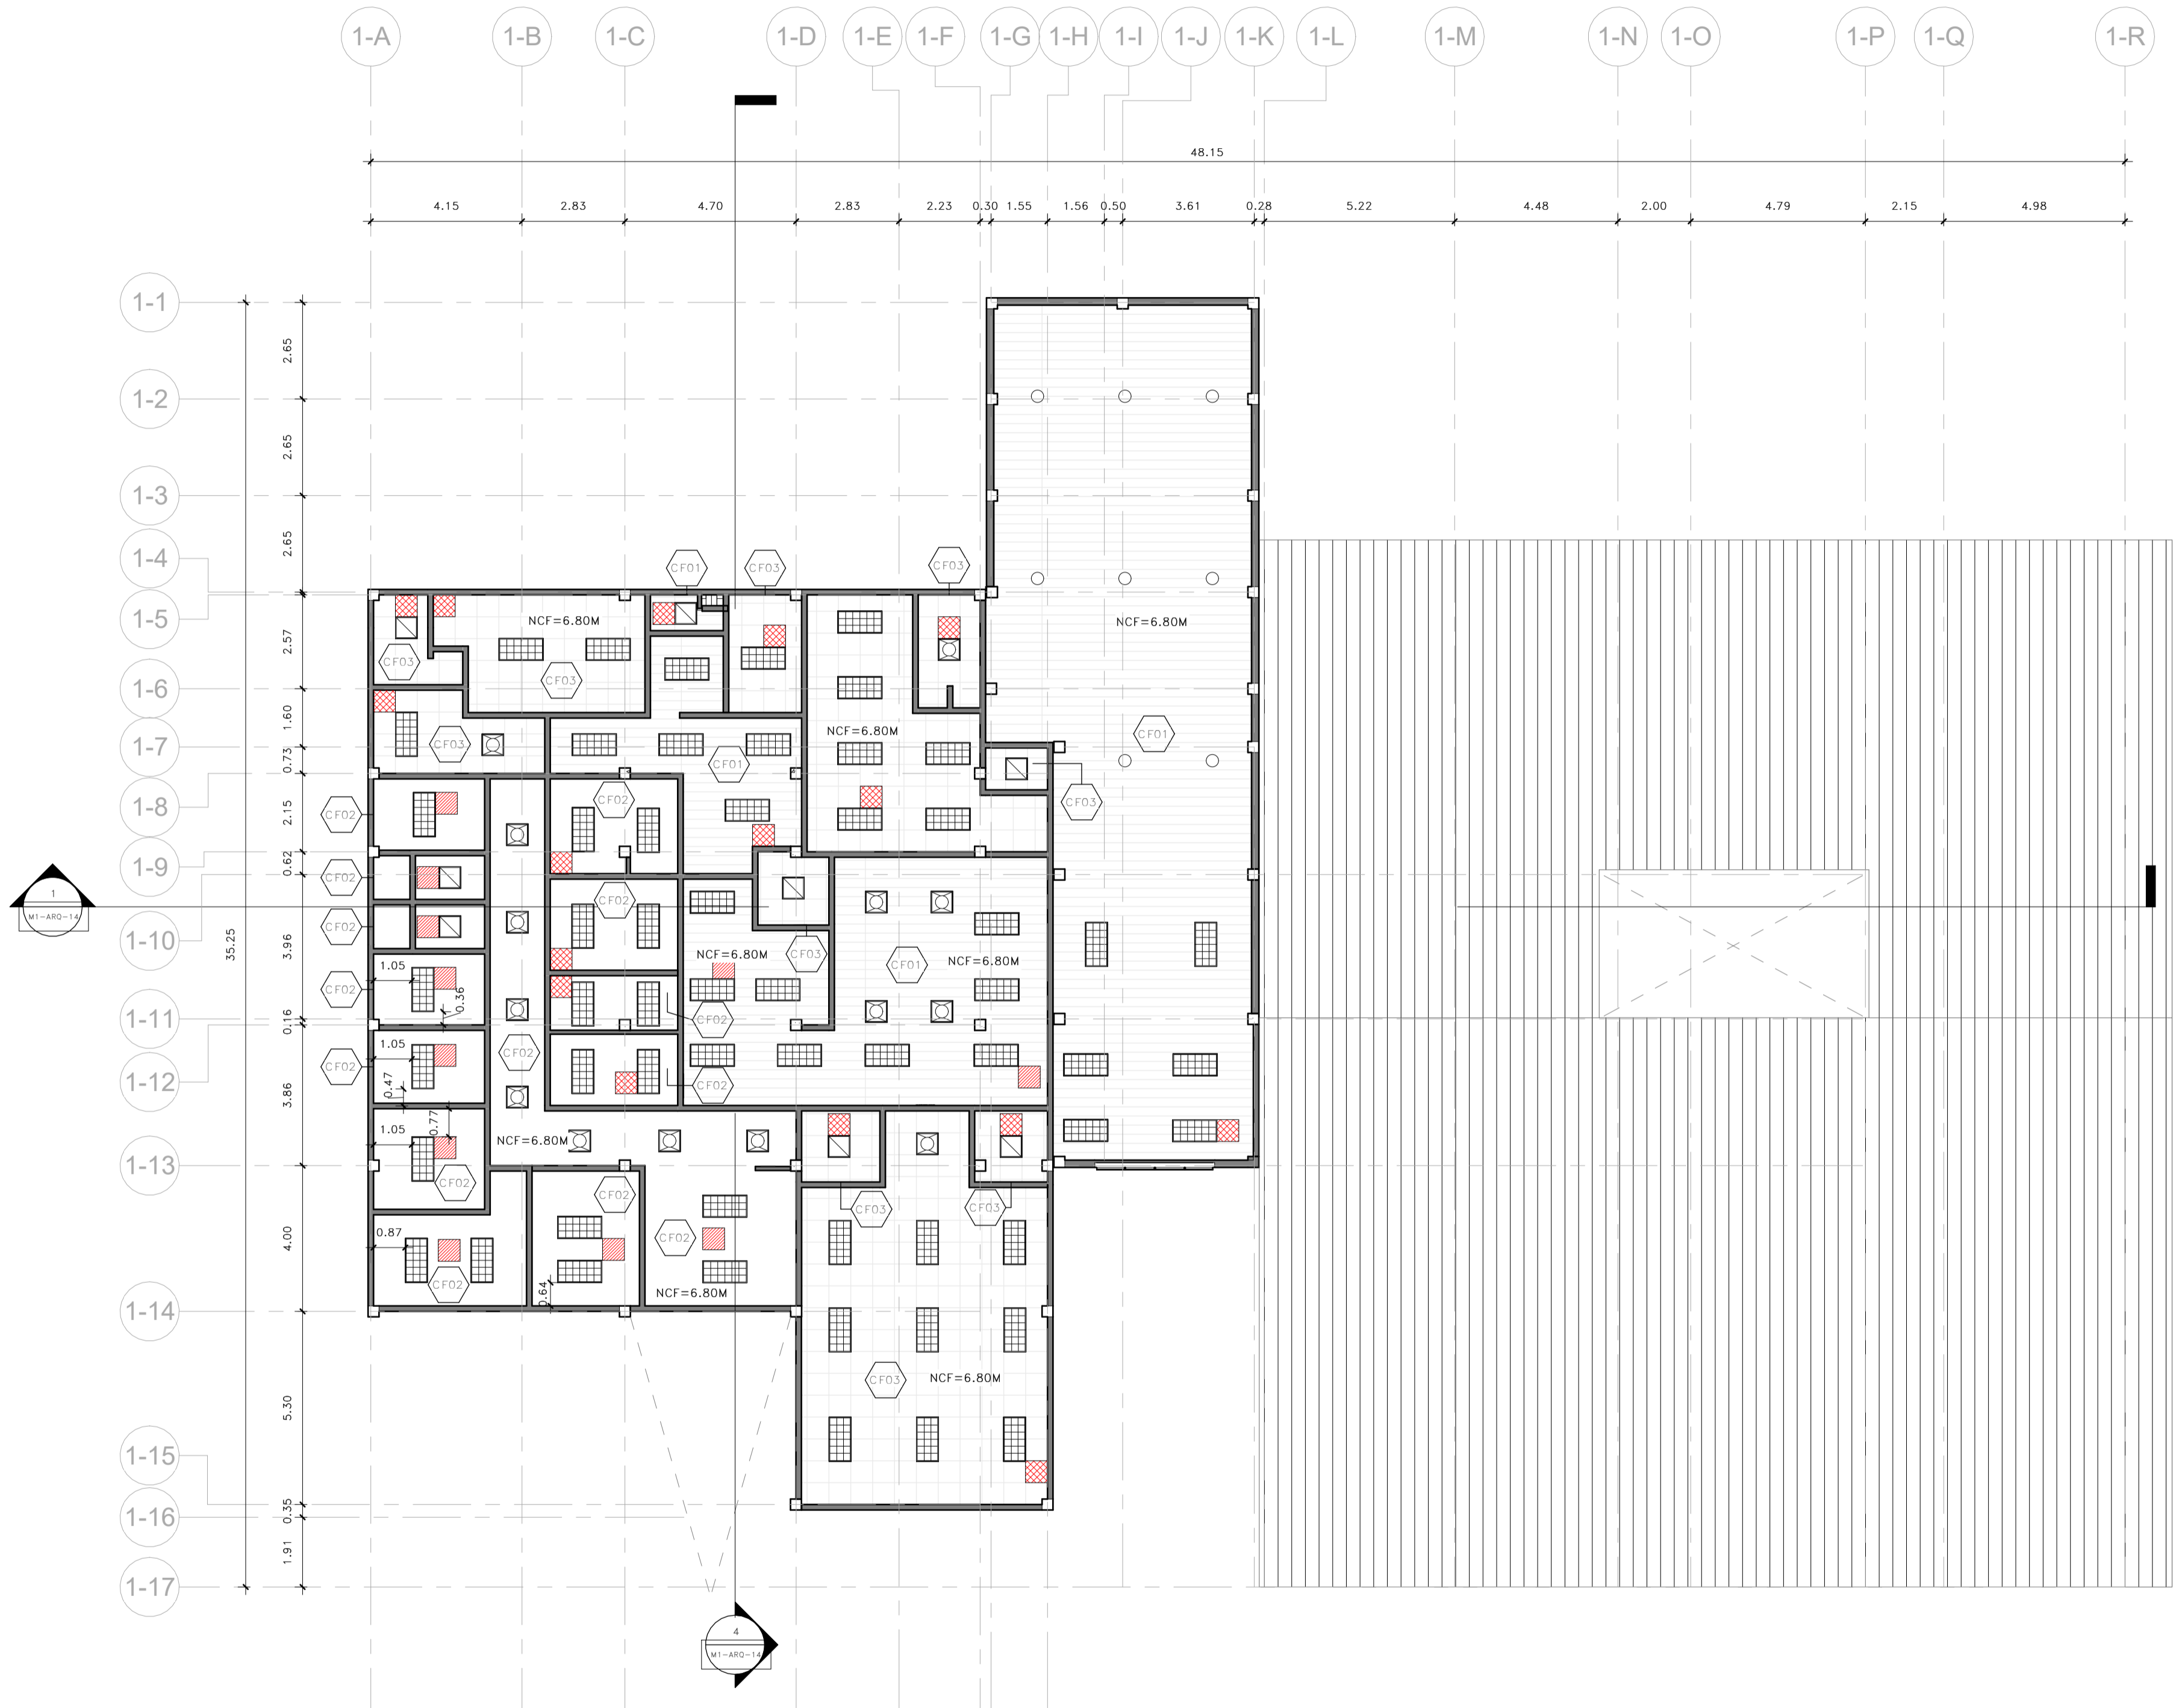 1-A 1-B 1-C 1-D 1-E 1-F 1-G 1-H 1-I 1-J 1-K 1-L 1-M 1-N 1-O 1-P 1-Q 1-R
48.15
4.15 2.83 4.70 2.83 2.23 0.30 1.55 1.56 0.50 3.61 0.28 5.22 4.48 2.00 4.79 2.15 4.98
1-1
2.65
1-2
2.65
1-3
2.65
1-4
1-5
2.57
1-6
1.60
1-7
0.73
1-8
2.15
1-9
0.62
1-10
3.96
1-11
0.16
1-12
3.86
1-13
4.00
1-14
5.30
1-15
0.35
1-16
1.91
1-17
35.25
CF01 CF03 CF03
NCF=6.80M NCF=6.80M
CF03 CF03
NCF=6.80M
CF03 CF01 CF01
CF02 CF02 CF03
CF02
CF02
CF02
NCF=6.80M CF03 CF01 NCF=6.80M
1.05
CF02
0.36
CF02
1.05
CF02
CF02
0.47
CF02
1.05
0.77
NCF=6.80M
CF02 CF02 CF03 CF03
0.87
CF02
CF02
0.64
NCF=6.80M
CF03 NCF=6.80M
1
M1-ARQ-14
4
M1-ARQ-14